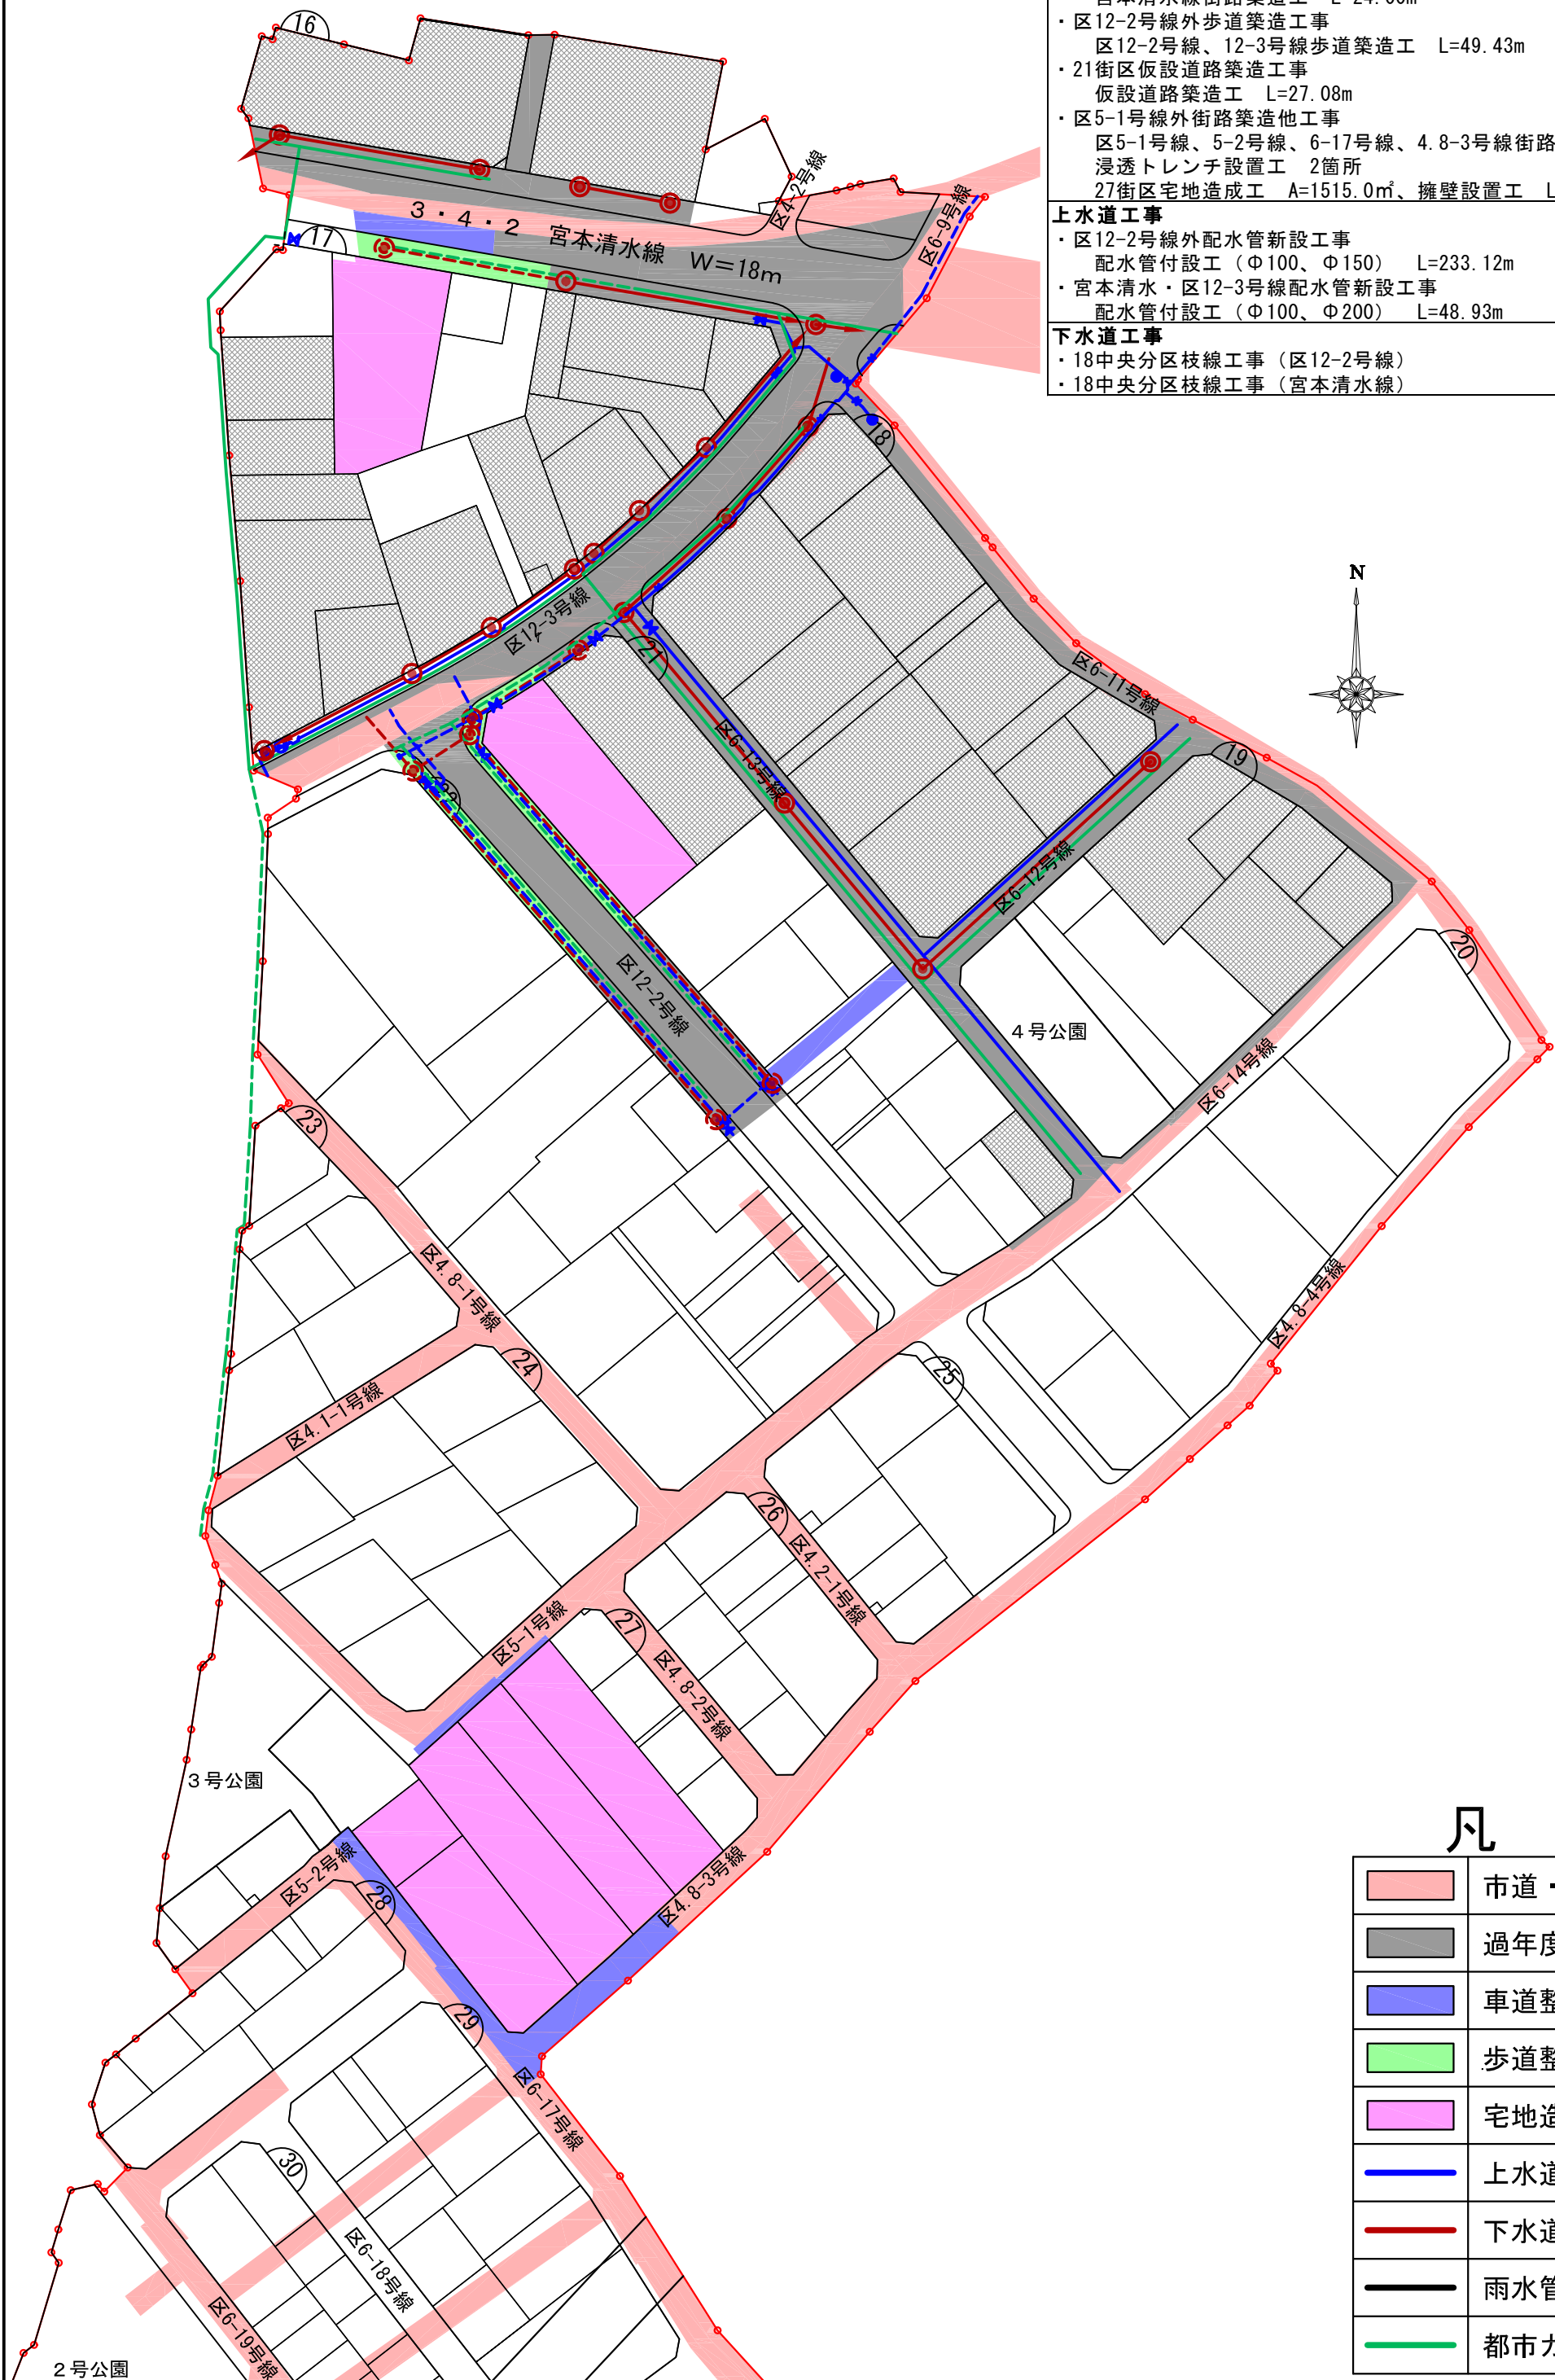 ・区12-2号線外歩道築造工事
区12-2号線、12-3号線歩道築造工 L=49.43m
・21街区仮設道路築造工事
仮設道路築造工 L=27.08m
・区5-1号線外街路築造他工事
区5-1号線、5-2号線、6-17号線、4.8-3号線街路
浸透トレンチ設置工 2箇所
27街区宅地造成工 A=1515.0㎡、擁壁設置工 L
上水道工事
・区12-2号線外配水管新設工事
配水管付設工（Φ100、Φ150） L=233.12m
・宮本清水・区12-3号線配水管新設工事
配水管付設工（Φ100、Φ200） L=48.93m
下水道工事
・18中央分区枝線工事（区12-2号線）
・18中央分区枝線工事（宮本清水線）
16
区4-2号線
区6-9号線
3・4・2 宮本清水線 W=18m
17
18
区12-3号線
21
N
区6-11号線
区6-13号線
19
区6-12号線
20
区12-2号線
4号公園
区6-14号線
23
区4.8-1号線
区4.8-4号線
24
25
区4.1-1号線
26
区4.2-1号線
区5-1号線
27
区4.8-2号線
3号公園
区5-2号線
28
区4.8-3号線
29
区6-17号線
30
区6-18号線
区6-19号線
2号公園
凡
市道・
過年度
車道整
歩道整
宅地造
上水道
下水道
雨水管
都市ガ